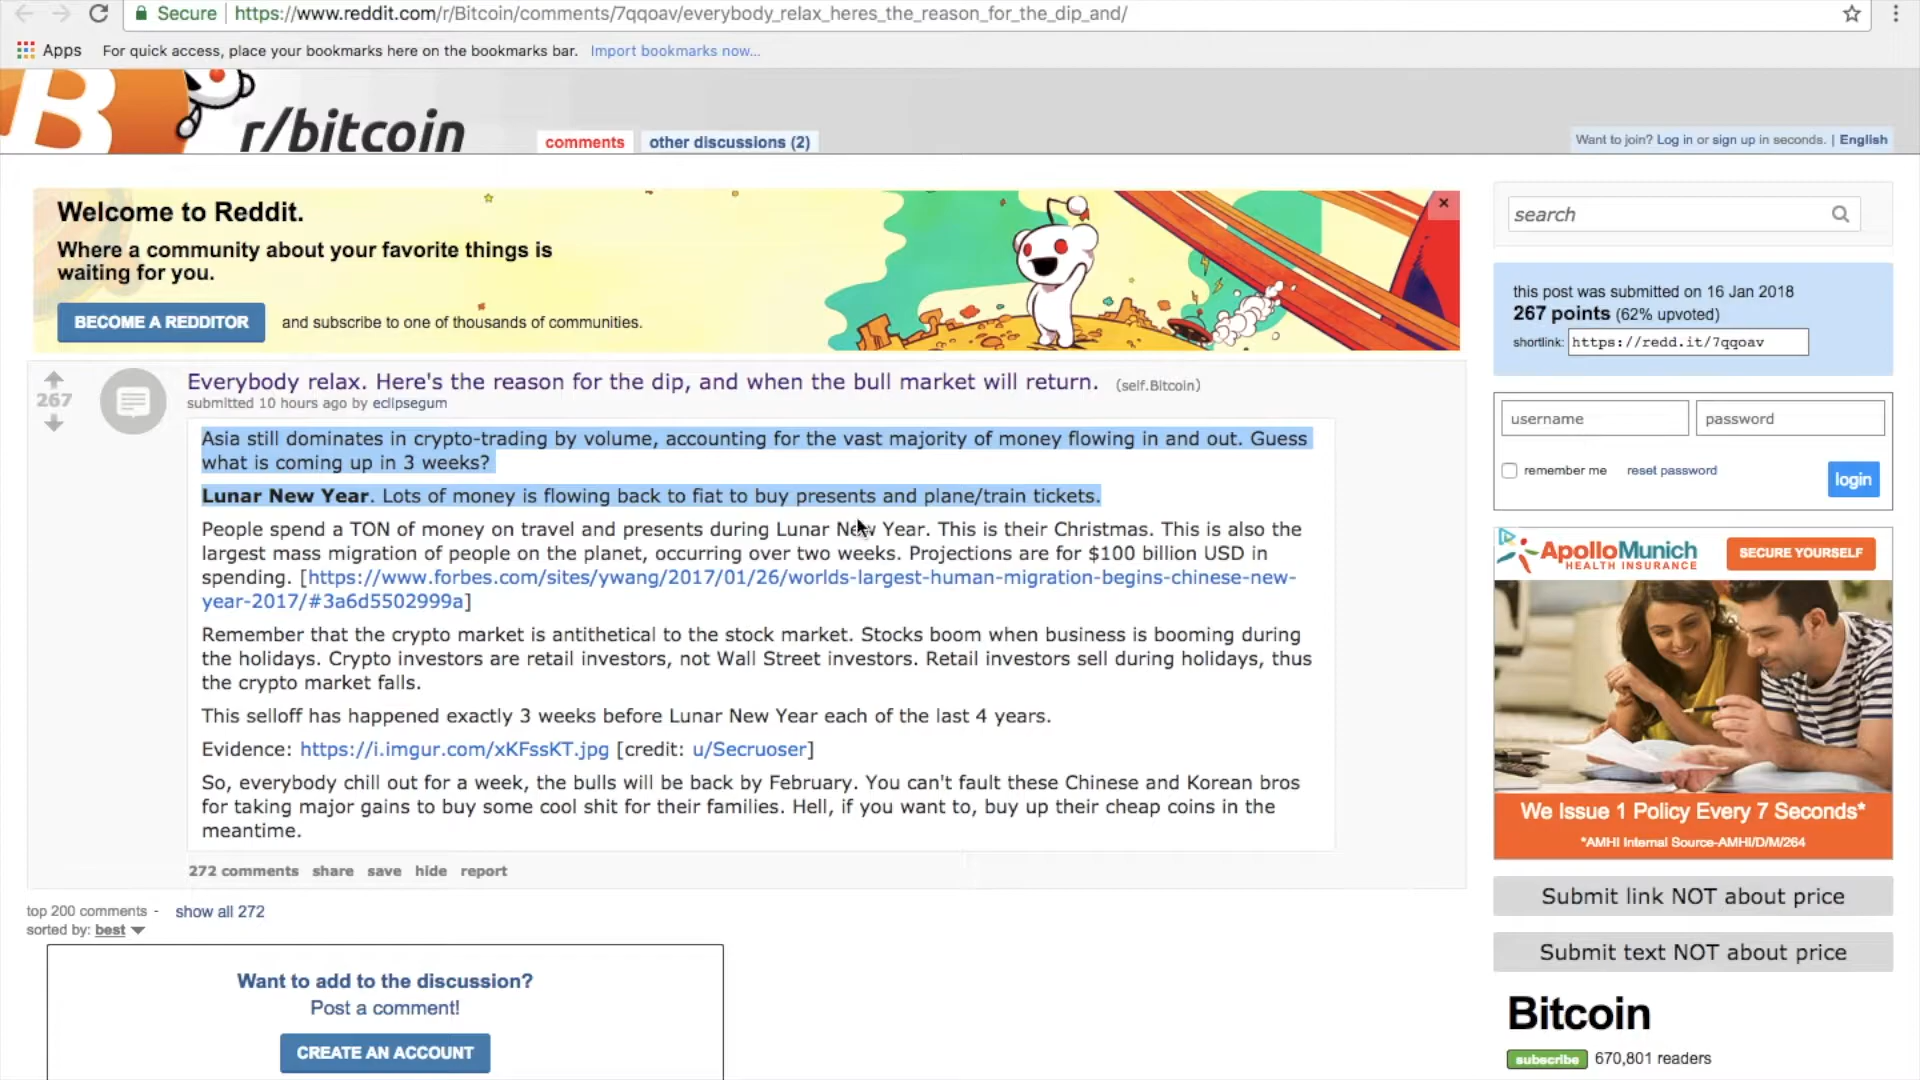 Secure
https://www.reddit.com/r/Bitcoin/comments/7qqoav/everybody_relax_heres_the_reason_for_the_dip_and/
Apps For quick access, place your bookmarks here on the bookmarks bar. Import bookmarks now...
B
r/bitcoin
comments
other discussions (2)
Want to join? Log in or sign up in seconds. | English
Welcome to Reddit.
Where a community about your favorite things is
waiting for you.
BECOME A REDDITOR and subscribe to one of thousands of communities.
267
Everybody relax. Here's the reason for the dip, and when the bull market will return. (self.Bitcoin)
submitted 10 hours ago by eclipsegum
Asia still dominates in crypto-trading by volume, accounting for the vast majority of money flowing in and out. Guess
what is coming up in 3 weeks?
Lunar New Year. Lots of money is flowing back to fiat to buy presents and plane/train tickets.
People spend a TON of money on travel and presents during Lunar New Year. This is their Christmas. This is also the
largest mass migration of people on the planet, occurring over two weeks. Projections are for $100 billion USD in
spending. [https://www.forbes.com/sites/ywang/2017/01/26/worlds-largest-human-migration-begins-chinese-new-
year-2017/#3a6d5502999a]
Remember that the crypto market is antithetical to the stock market. Stocks boom when business is booming during
the holidays. Crypto investors are retail investors, not Wall Street investors. Retail investors sell during holidays, thus
the crypto market falls.
This selloff has happened exactly 3 weeks before Lunar New Year each of the last 4 years.
Evidence: https://i.imgur.com/xKFssKT.jpg [credit: u/Secruoser]
So, everybody chill out for a week, the bulls will be back by February. You can't fault these Chinese and Korean bros
for taking major gains to buy some cool shit for their families. Hell, if you want to, buy up their cheap coins in the
meantime.
272 comments share save hide report
top 200 comments - show all 272
sorted by: best
Want to add to the discussion?
Post a comment!
CREATE AN ACCOUNT
search
this post was submitted on 16 Jan 2018
267 points (62% upvoted)
shortlink: https://redd.it/7qqoav
username password
remember me reset password login
ApolloMunich
HEALTH INSURANCE
SECURE YOURSELF
We Issue 1 Policy Every 7 Seconds*
*AMHI Internal Source-AMHI/D/M/264
Submit link NOT about price
Submit text NOT about price
Bitcoin
subscribe 670,801 readers